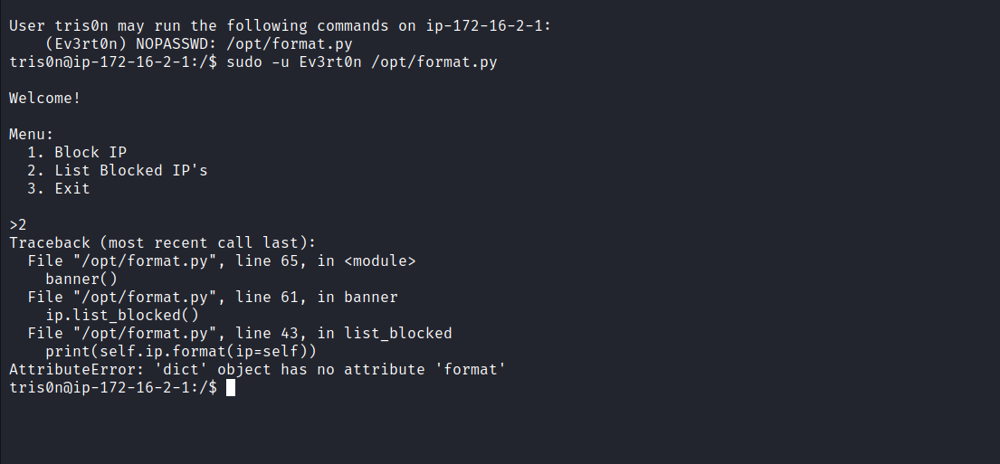 User tris0n may run the following commands on ip-172-16-2-1:
    (Ev3rt0n) NOPASSWD: /opt/format.py
tris0n@ip-172-16-2-1:/$ sudo -u Ev3rt0n /opt/format.py

Welcome!

Menu:
  1. Block IP
  2. List Blocked IP's
  3. Exit

>2
Traceback (most recent call last):
  File "/opt/format.py", line 65, in <module>
    banner()
  File "/opt/format.py", line 61, in banner
    ip.list_blocked()
  File "/opt/format.py", line 43, in list_blocked
    print(self.ip.format(ip=self))
AttributeError: 'dict' object has no attribute 'format'
tris0n@ip-172-16-2-1:/$